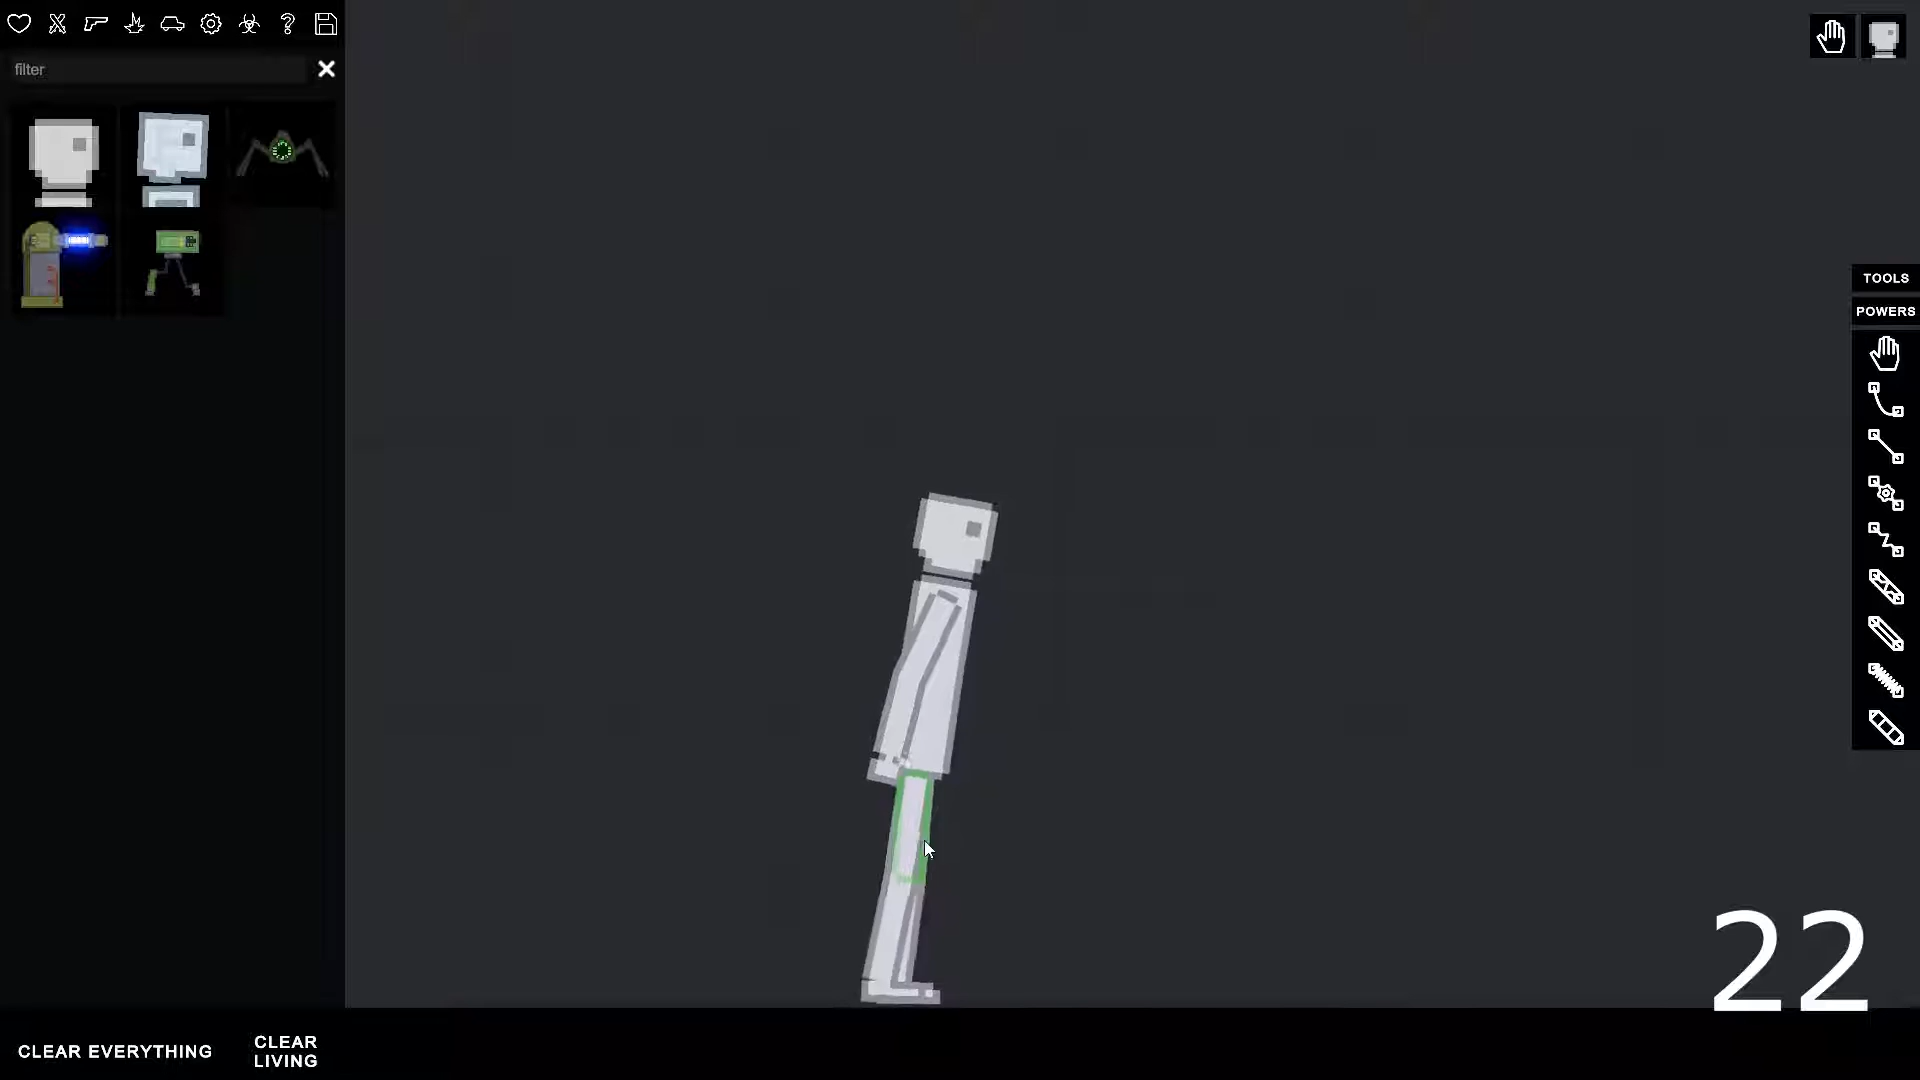 filter
TOOLS
POWERS
22
CLEAR EVERYTHING
CLEAR
LIVING